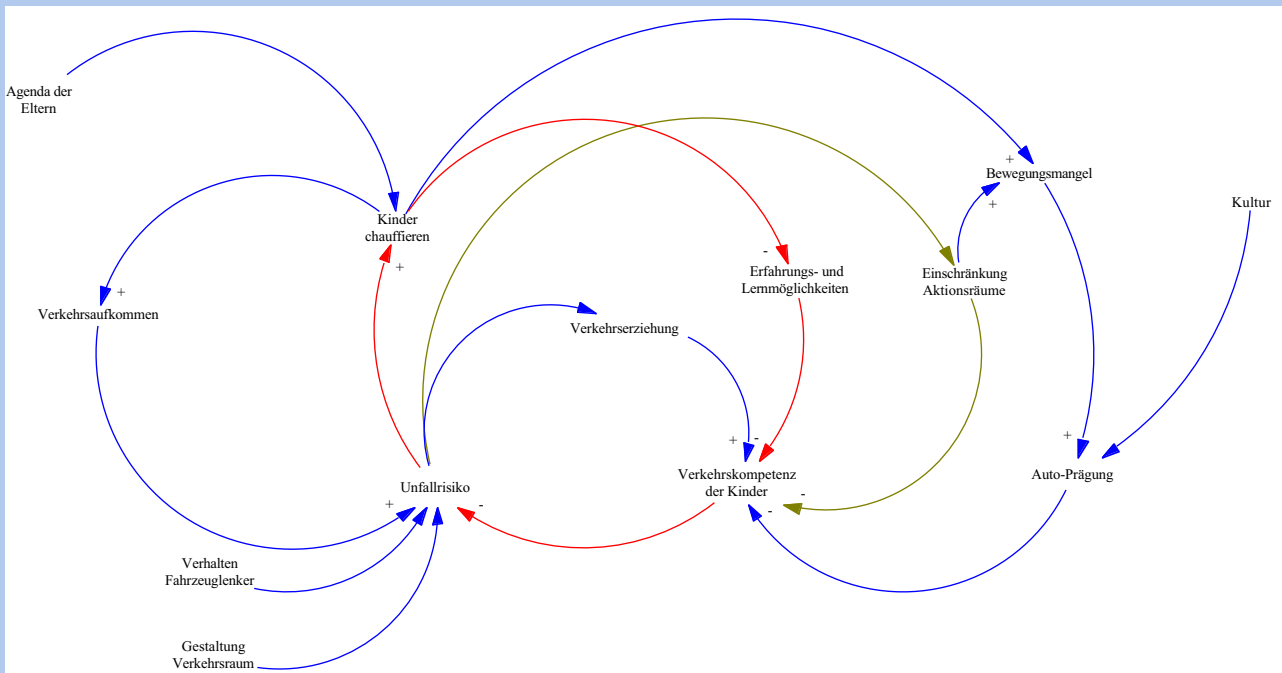 Agenda der
Eltern
+
Bewegungsmangel
+
Kultur
Kinder
chauffieren
+
-
Erfahrungs- und
Lernmöglichkeiten
Einschränkung
Aktionsräume
+
Verkehrsaufkommen
Verkehrserziehung
+
-
+
Verkehrskompetenz
der Kinder
Auto-Prägung
Unfallrisiko
+
-
-
-
Verhalten
Fahrzeuglenker
Gestaltung
Verkehrsraum